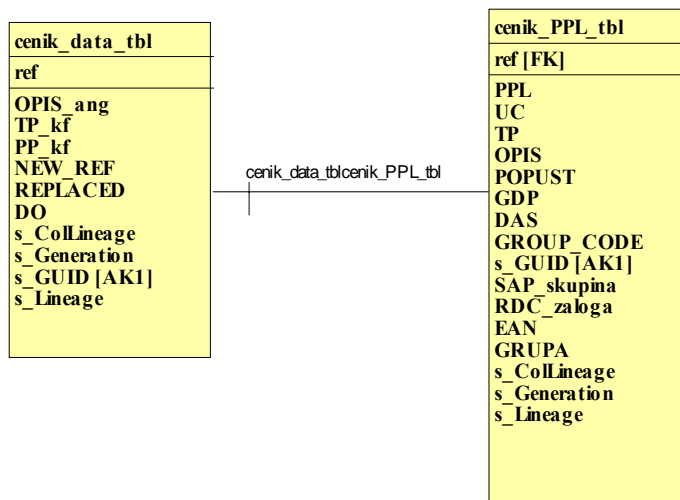 cenik_data_tbl
ref
OPIS_ang
TP_kf
PP_kf
NEW_REF
REPLACED
DO
s_ColLineage
s_Generation
s_GUID [AK1]
s_Lineage
cenik_data_tblcenik_PPL_tbl
cenik_PPL_tbl
ref [FK]
PPL
UC
TP
OPIS
POPUST
GDP
DAS
GROUP_CODE
s_GUID [AK1]
SAP_skupina
RDC_zaloga
EAN
GRUPA
s_ColLineage
s_Generation
s_Lineage